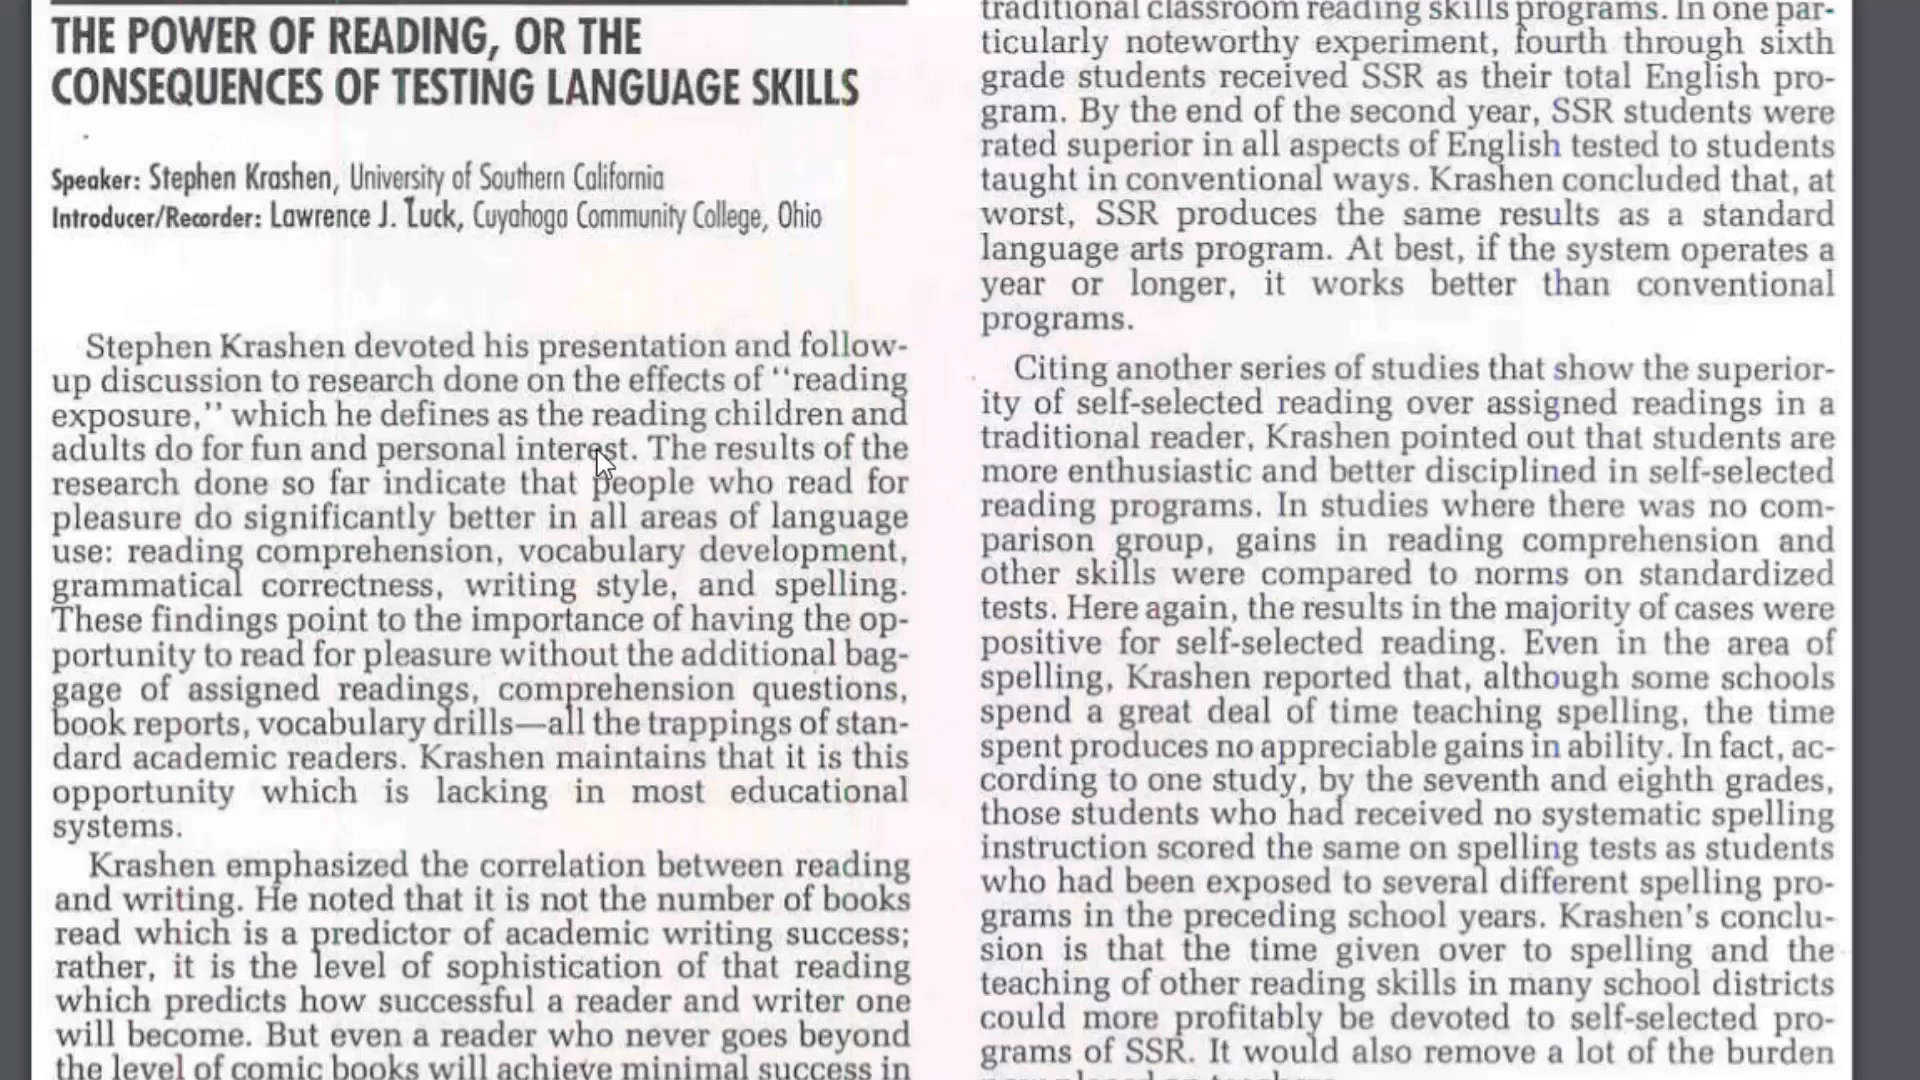 THE POWER OF READING, OR THE
CONSEQUENCES OF TESTING LANGUAGE SKILLS
Speaker: Stephen Krashen, University of Southern California
Introducer/Recorder: Lawrence J. Luck, Cuyahoga Community College, Ohio
Stephen Krashen devoted his presentation and follow-
up discussion to research done on the effects of "reading
exposure," which he defines as the reading children and
adults do for fun and personal interest. The results of the
research done so far indicate that people who read for
pleasure do significantly better in all areas of language
use: reading comprehension, vocabulary development,
grammatical correctness, writing style, and spelling.
These findings point to the importance of having the op-
portunity to read for pleasure without the additional bag-
gage of assigned readings, comprehension questions,
book reports, vocabulary drills—all the trappings of stan-
dard academic readers. Krashen maintains that it is this
opportunity which is lacking in most educational
systems.
Krashen emphasized the correlation between reading
and writing. He noted that it is not the number of books
read which is a predictor of academic writing success;
rather, it is the level of sophistication of that reading
which predicts how successful a reader and writer one
will become. But even a reader who never goes beyond
the level of comic books will achieve minimal success in
traditional classroom reading skills programs. In one par-
ticularly noteworthy experiment, fourth through sixth
grade students received SSR as their total English pro-
gram. By the end of the second year, SSR students were
rated superior in all aspects of English tested to students
taught in conventional ways. Krashen concluded that, at
worst, SSR produces the same results as a standard
language arts program. At best, if the system operates a
year or longer, it works better than conventional
programs.
Citing another series of studies that show the superior-
ity of self-selected reading over assigned readings in a
traditional reader, Krashen pointed out that students are
more enthusiastic and better disciplined in self-selected
reading programs. In studies where there was no com-
parison group, gains in reading comprehension and
other skills were compared to norms on standardized
tests. Here again, the results in the majority of cases were
positive for self-selected reading. Even in the area of
spelling, Krashen reported that, although some schools
spend a great deal of time teaching spelling, the time
spent produces no appreciable gains in ability. In fact, ac-
cording to one study, by the seventh and eighth grades,
those students who had received no systematic spelling
instruction scored the same on spelling tests as students
who had been exposed to several different spelling pro-
grams in the preceding school years. Krashen's conclu-
sion is that the time given over to spelling and the
teaching of other reading skills in many school districts
could more profitably be devoted to self-selected pro-
grams of SSR. It would also remove a lot of the burden